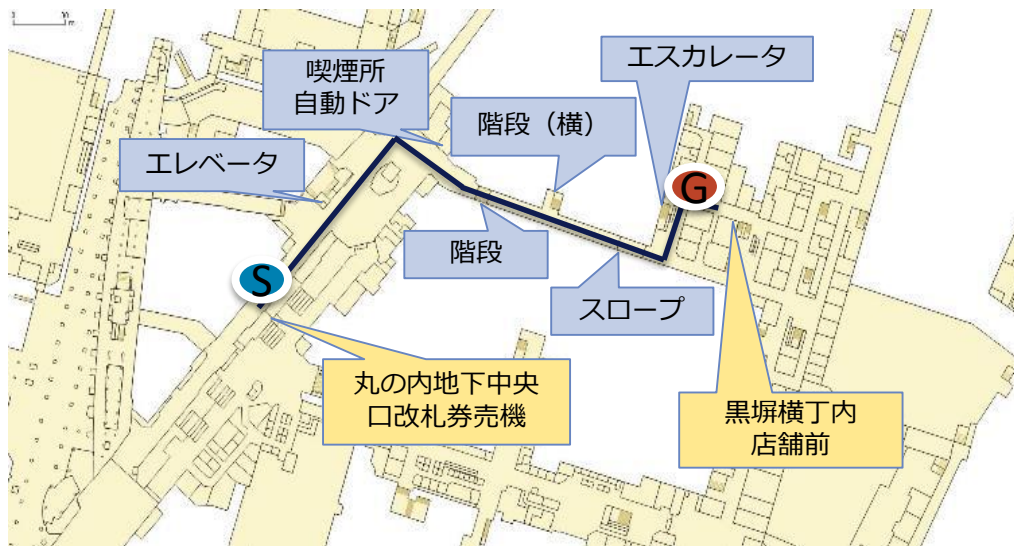 喫煙所
自動ドア
エスカレータ
階段（横）
エレベータ
G
階段
S
スロープ
丸の内地下中央
口改札券売機
黒塀横丁内
店舗前